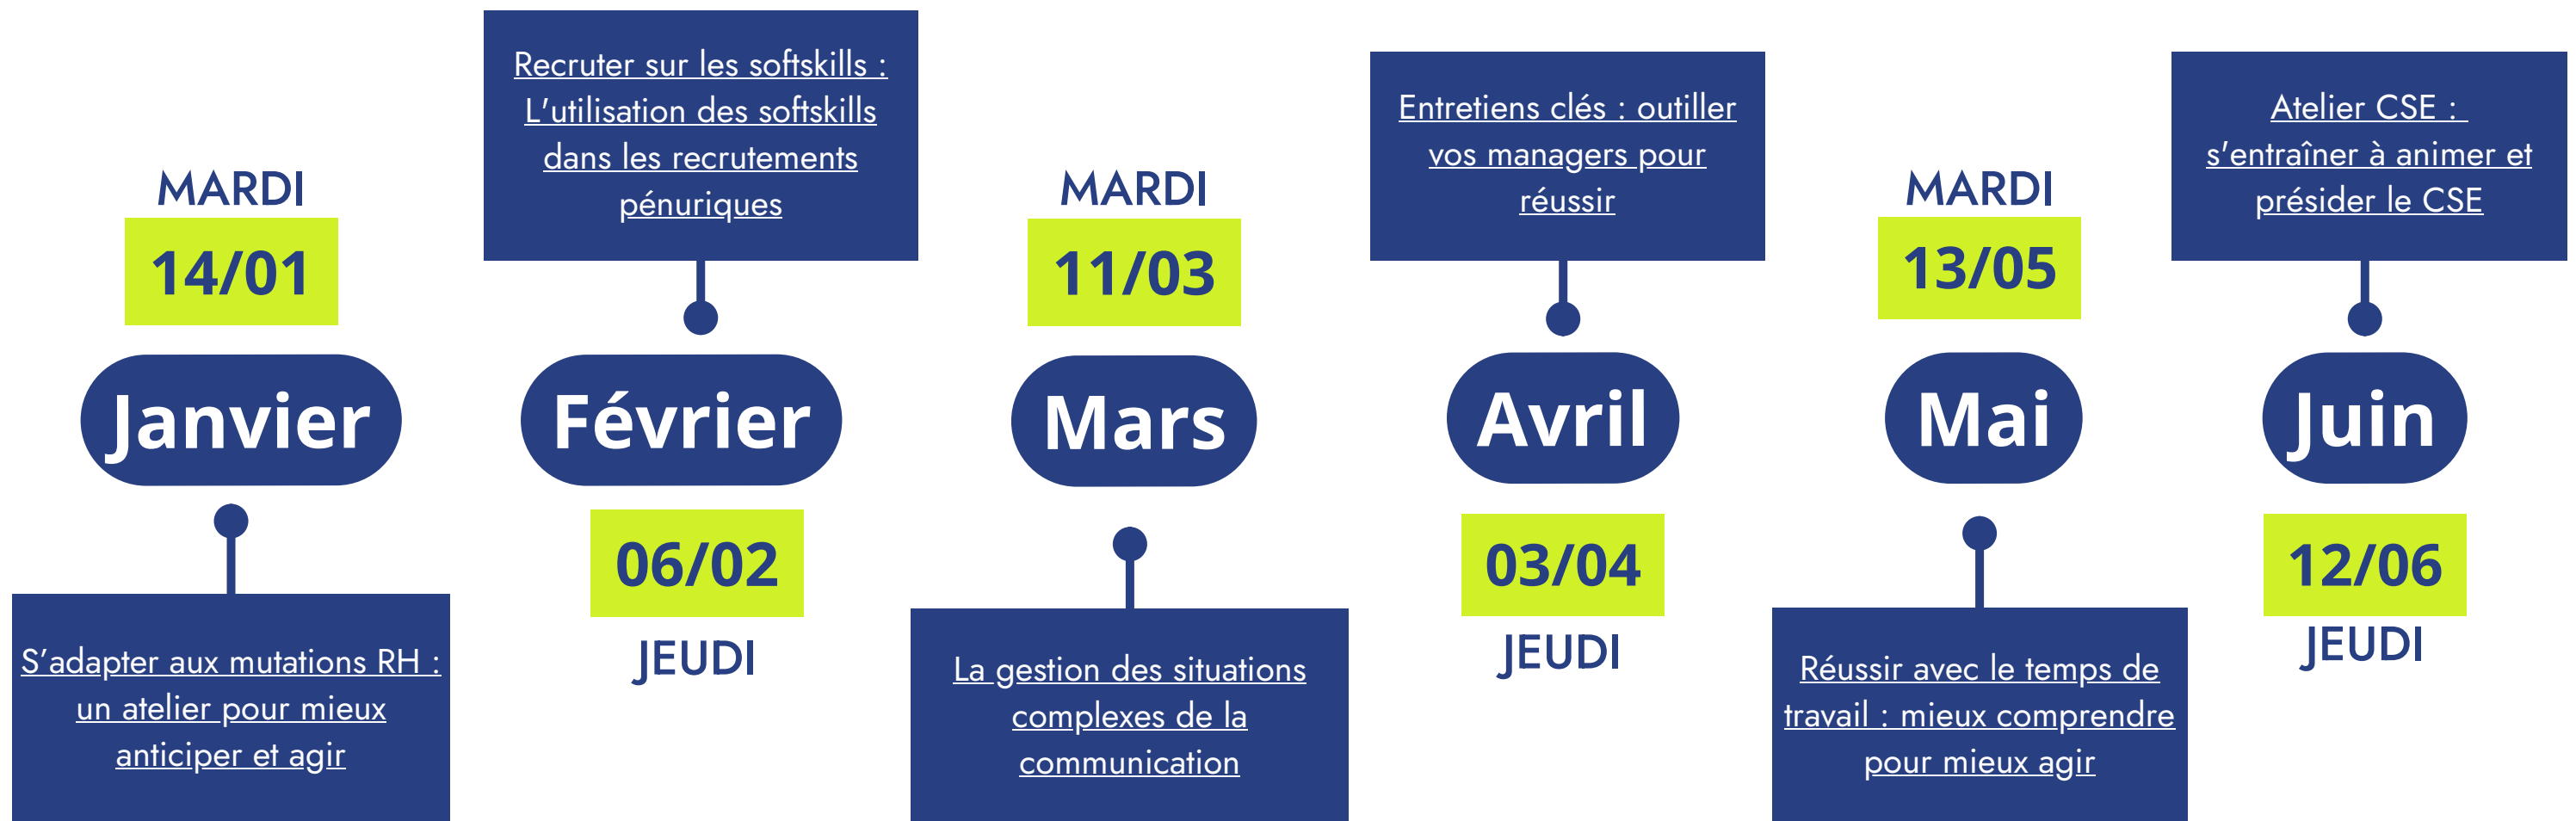 MARDI
14/01
Janvier
S’adapter aux mutations RH :
un atelier pour mieux
anticiper et agir
Recruter sur les softskills :
L'utilisation des softskills
dans les recrutements
pénuriques
Février
06/02
JEUDI
MARDI
11/03
Mars
La gestion des situations
complexes de la
communication
Entretiens clés : outiller
vos managers pour
réussir
Avril
03/04
JEUDI
MARDI
13/05
Mai
Réussir avec le temps de
travail : mieux comprendre
pour mieux agir
Atelier CSE :
s'entraîner à animer et
présider le CSE
Juin
12/06
JEUDI